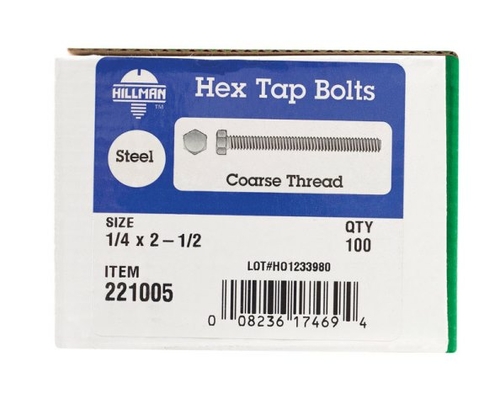 HILLMAN
TM
Hex Tap Bolts
Steel
Coarse Thread
SIZE
1/4 x 2 – 1/2
QTY
100
ITEM
221005
LOT#HO1233980
0 08236 17469 4